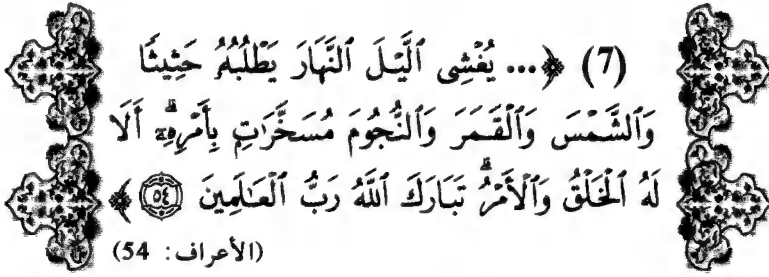 (7) ﴿... يُغْشِى ٱلَّيْلَ ٱلنَّهَارَ يَطْلُبُهُۥ حَثِيثًا
وَٱلشَّمْسَ وَٱلْقَمَرَ وَٱلنُّجُومَ مُسَخَّرَٰتٍۭ بِأَمْرِهِۦٓ ۗ أَلَا
لَهُ ٱلْخَلْقُ وَٱلْأَمْرُ ۗ تَبَارَكَ ٱللَّهُ رَبُّ ٱلْعَـٰلَمِينَ ٥٤ ﴾
(الأعراف: 54)